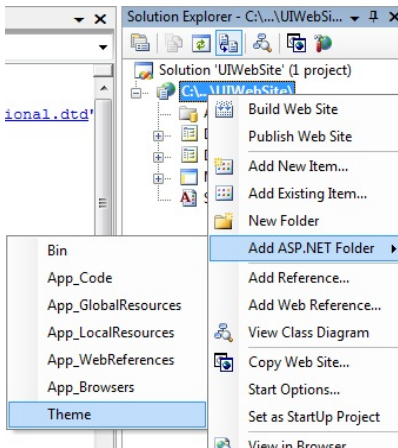 Solution Explorer - C:\...\UIWebSi...
Solution 'UIWebSite' (1 project)
C:\...\UIWebSite\
ional.dtd"
Build Web Site
Publish Web Site
Add New Item...
Add Existing Item...
New Folder
Add ASP.NET Folder
Add Reference...
Add Web Reference...
View Class Diagram
Copy Web Site...
Start Options...
Set as StartUp Project
View in Browser
Bin
App_Code
App_GlobalResources
App_LocalResources
App_WebReferences
App_Browsers
Theme